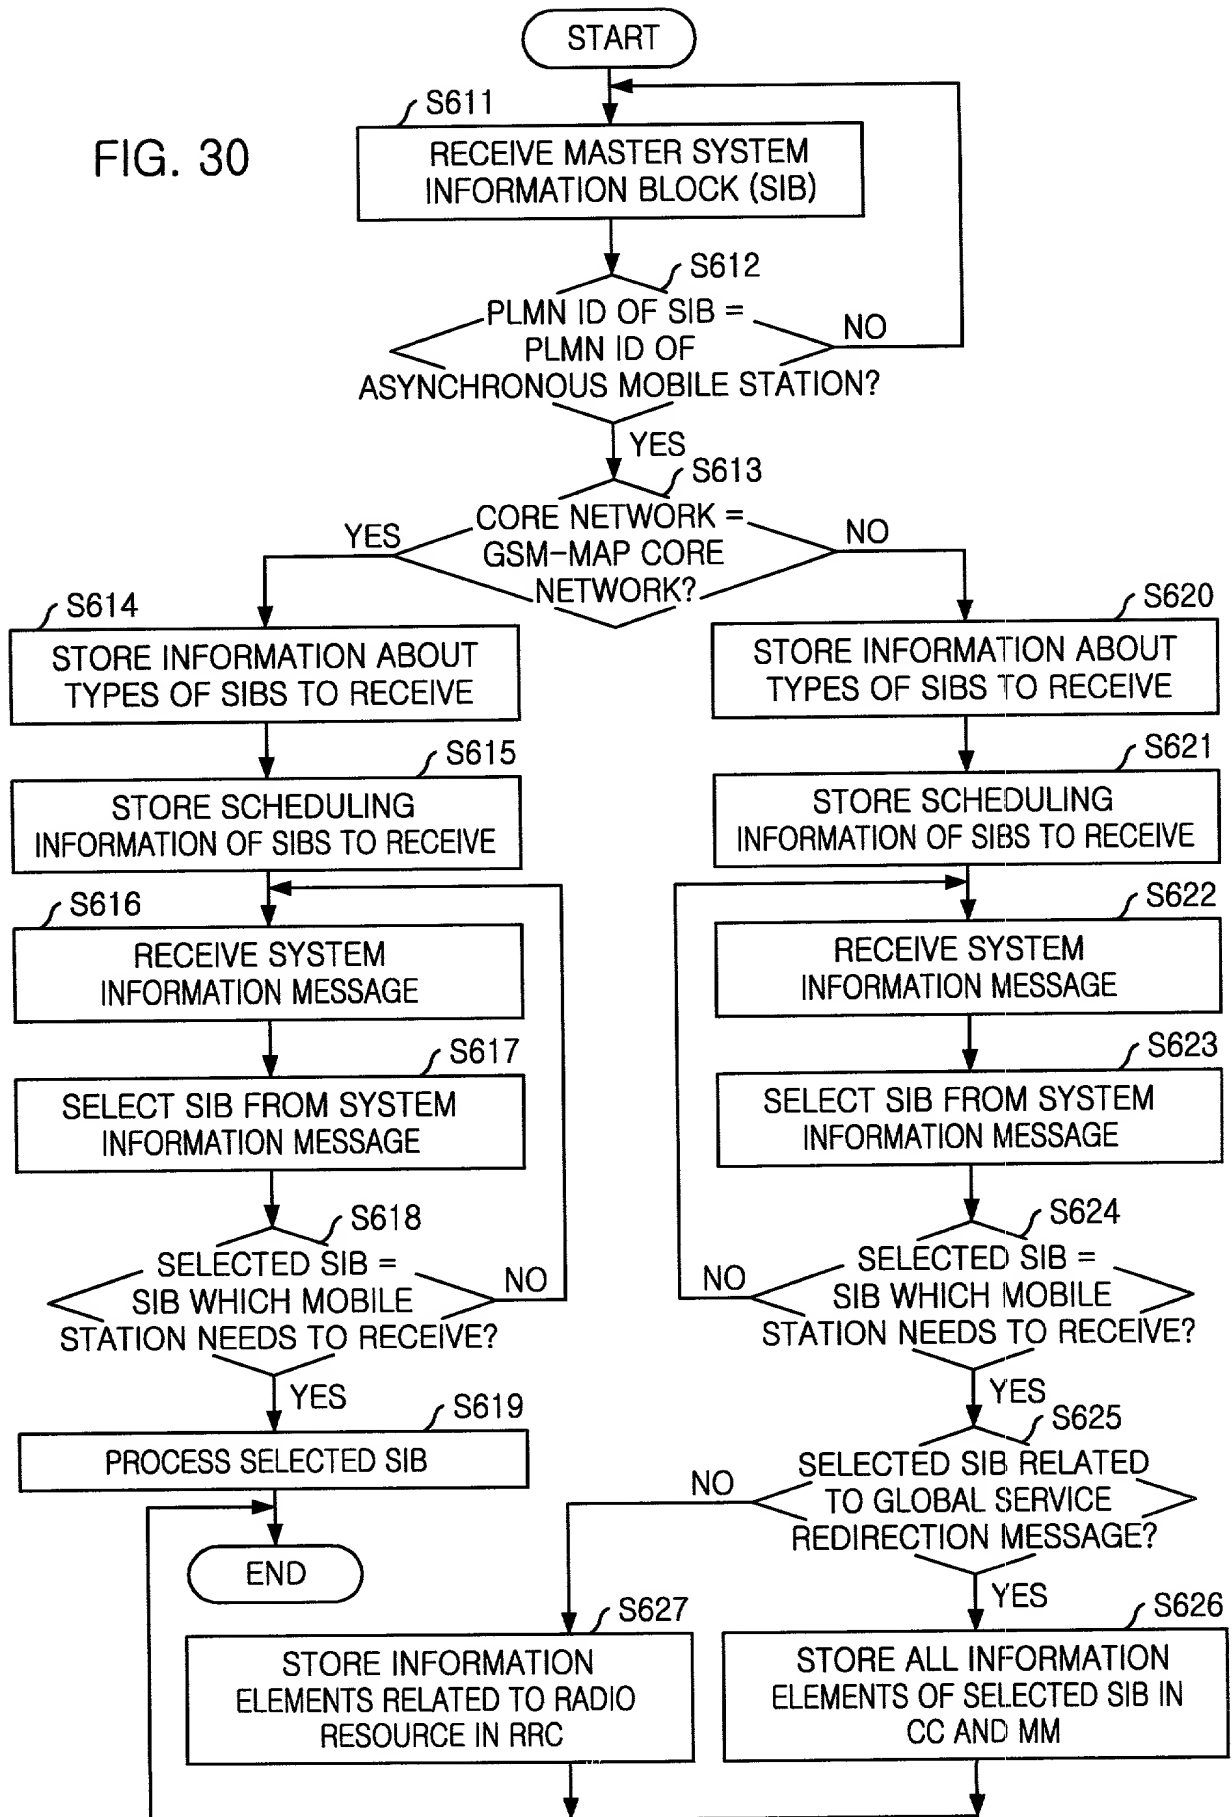 START
S611
FIG. 30
RECEIVE MASTER SYSTEM
INFORMATION BLOCK (SIB)
S612
PLMN ID OF SIB =
PLMN ID OF
ASYNCHRONOUS MOBILE STATION?
NO
YES
S613
CORE NETWORK =
GSM-MAP CORE
NETWORK?
YES
NO
S614
STORE INFORMATION ABOUT
TYPES OF SIBS TO RECEIVE
S615
STORE SCHEDULING
INFORMATION OF SIBS TO RECEIVE
S616
RECEIVE SYSTEM
INFORMATION MESSAGE
S617
SELECT SIB FROM SYSTEM
INFORMATION MESSAGE
S618
SELECTED SIB =
SIB WHICH MOBILE
STATION NEEDS TO RECEIVE?
NO
YES
S619
PROCESS SELECTED SIB
END
S620
STORE INFORMATION ABOUT
TYPES OF SIBS TO RECEIVE
S621
STORE SCHEDULING
INFORMATION OF SIBS TO RECEIVE
S622
RECEIVE SYSTEM
INFORMATION MESSAGE
S623
SELECT SIB FROM SYSTEM
INFORMATION MESSAGE
S624
SELECTED SIB =
SIB WHICH MOBILE
STATION NEEDS TO RECEIVE?
NO
YES
S625
SELECTED SIB RELATED
TO GLOBAL SERVICE
REDIRECTION MESSAGE?
NO
YES
S627
STORE INFORMATION
ELEMENTS RELATED TO RADIO
RESOURCE IN RRC
S626
STORE ALL INFORMATION
ELEMENTS OF SELECTED SIB IN
CC AND MM